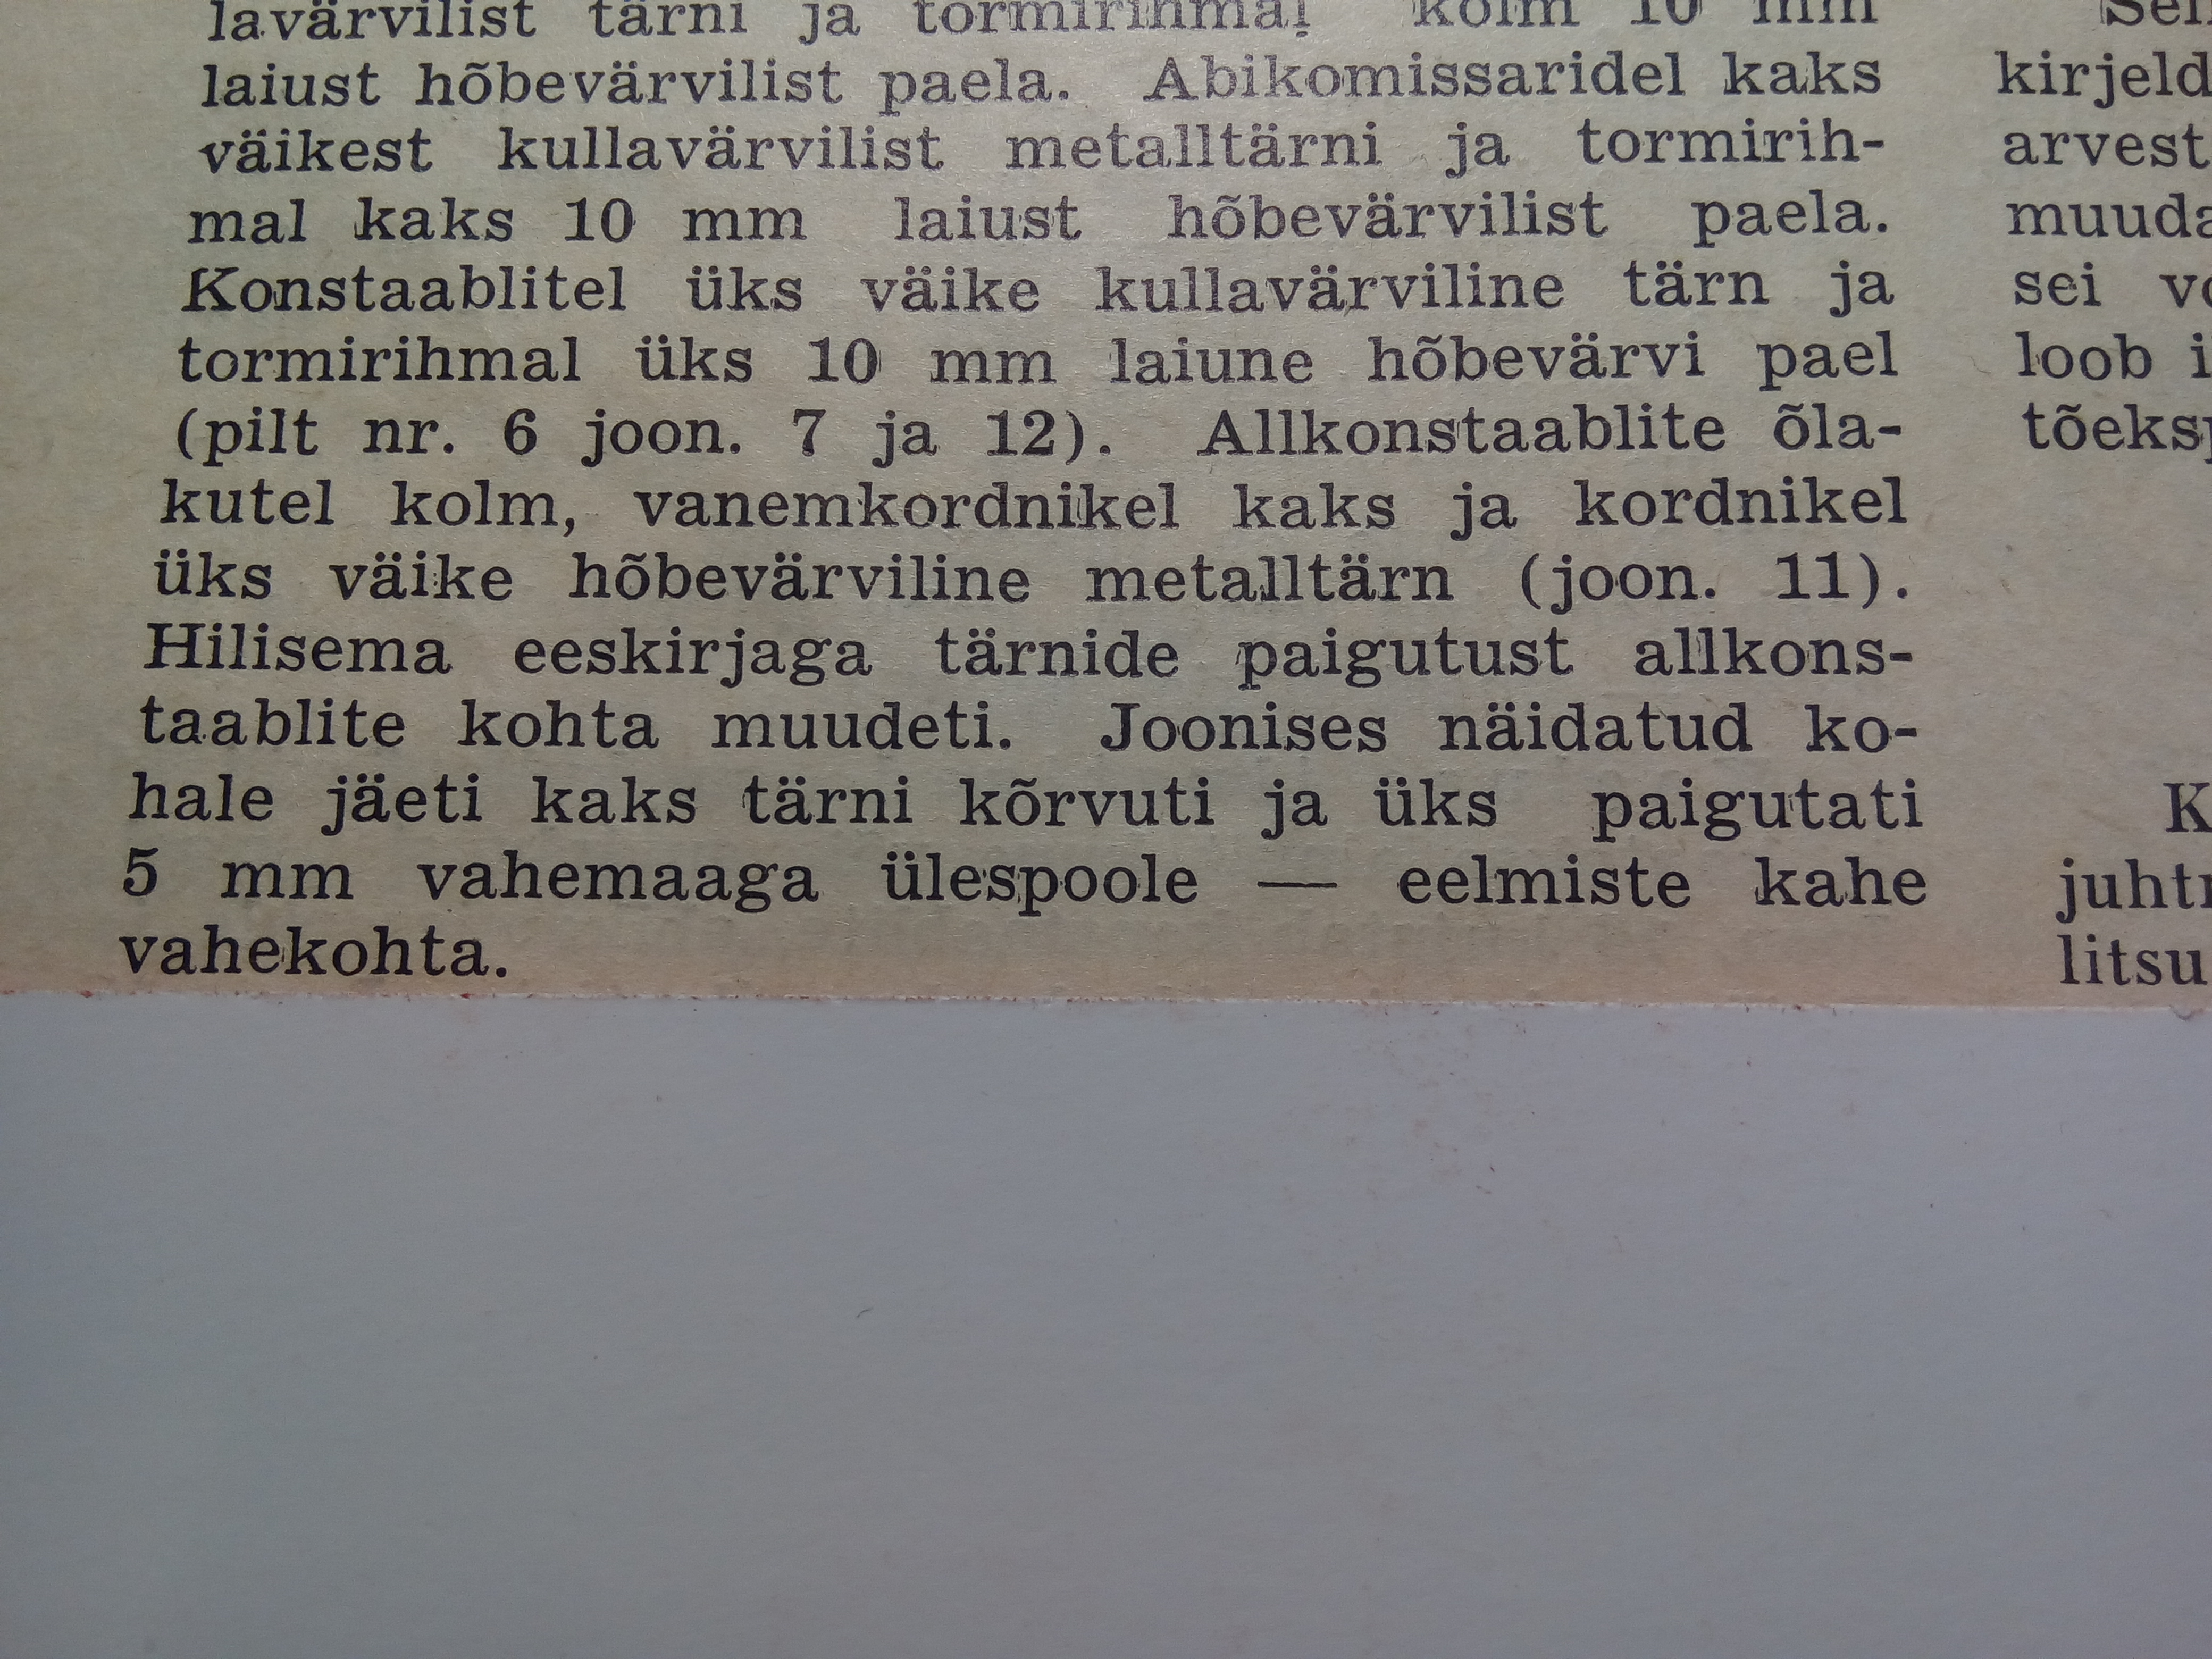 lavärvilist tärni ja tormirihmal kolm 10 mm
laiust hõbevärvilist paela. Abikomissaridel kaks
väikest kullavärvilist metalltärni ja tormirih-
mal kaks 10 mm laiust hõbevärvilist paela.
Konstaablitel üks väike kullavärviline tärn ja
tormirihmal üks 10 mm laiune hõbevärvi pael
(pilt nr. 6 joon. 7 ja 12). Allkonstaablite õla-
kutel kolm, vanemkordnikel kaks ja kordnikel
üks väike hõbevärviline metalltärn (joon. 11).
Hilisema eeskirjaga tärnide paigutust allkons-
taablite kohta muudeti. Joonises näidatud ko-
hale jäeti kaks tärni kõrvuti ja üks paigutati
5 mm vahemaaga ülespoole — eelmiste kahe
vahekohta.
kirjeld
arvest
muuda
sei
loob i
tõeks
K
juht
litsu